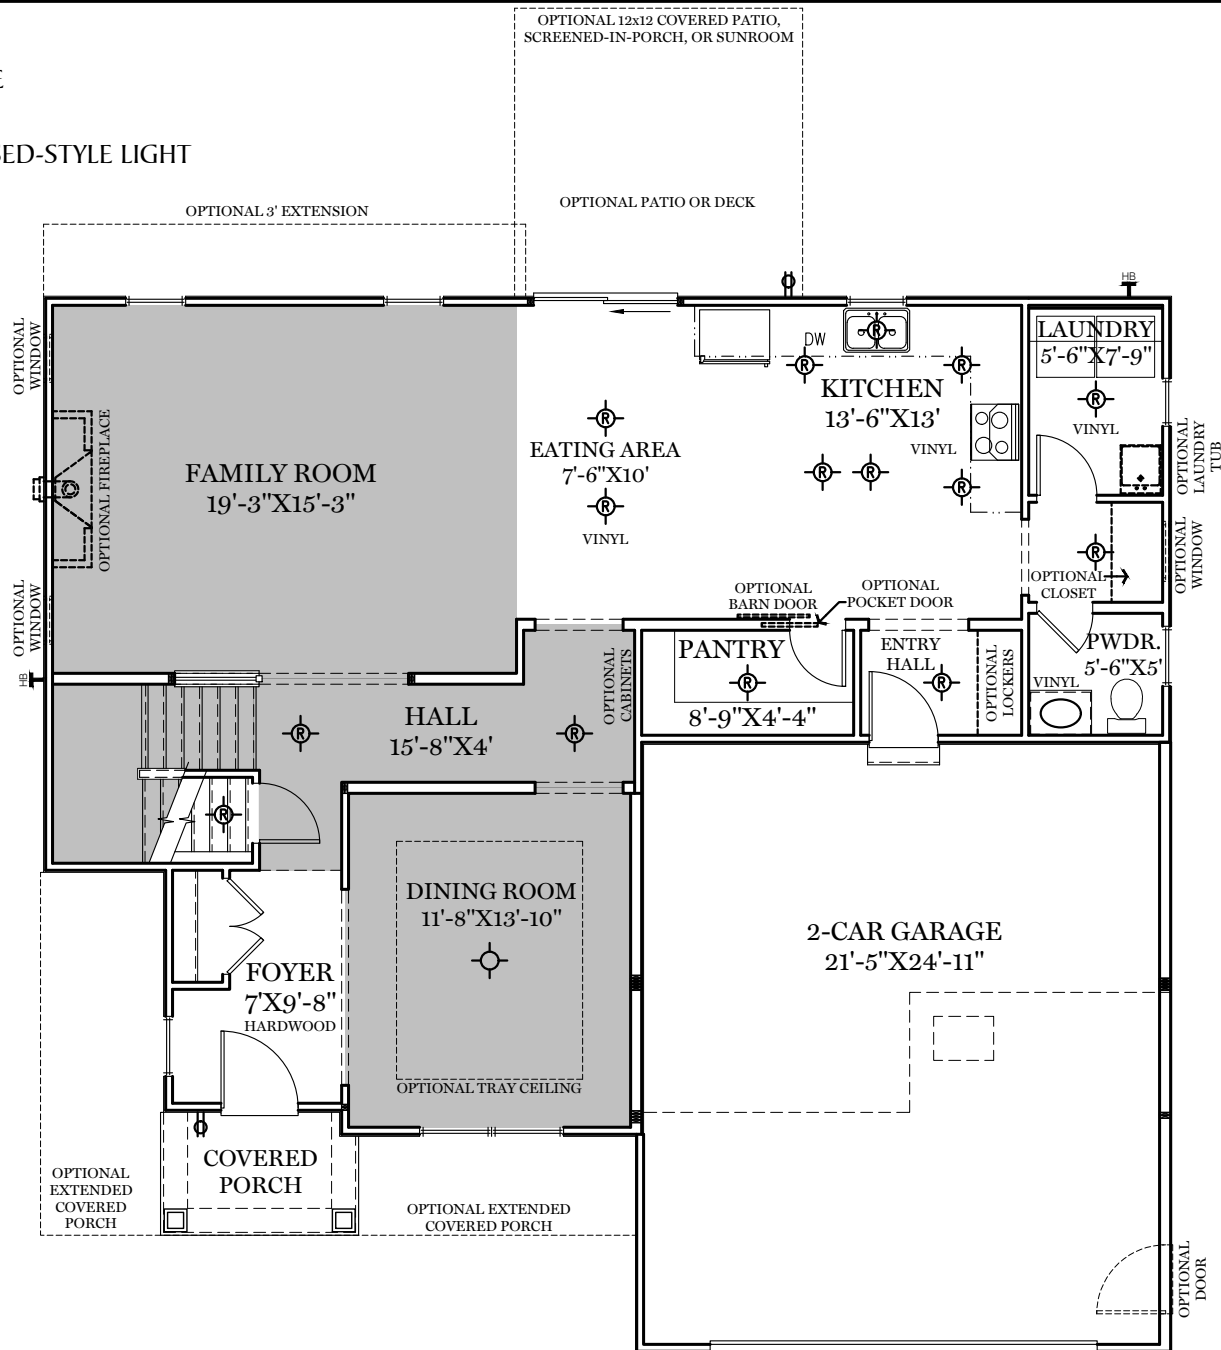 OPTIONAL 12x12 COVERED PATIO,
SCREENED-IN-PORCH, OR SUNROOM
E
SED-STYLE LIGHT
OPTIONAL PATIO OR DECK
OPTIONAL 3' EXTENSION
HB
OPTIONAL
WINDOW
LAUNDRY
5'-6"X7'-9"
DW
R
R
R
KITCHEN
13'-6"X13'
VINYL
R
VINYL
OPTIONAL
LAUNDRY
TUB
R
EATING AREA
7'-6"X10'
R
VINYL
FAMILY ROOM
19'-3"X15'-3"
OPTIONAL FIREPLACE
R
R
R
R
OPTIONAL
CLOSET
OPTIONAL
WINDOW
OPTIONAL
WINDOW
OPTIONAL
BARN DOOR
OPTIONAL
POCKET DOOR
HB
PANTRY
R
8'-9"X4'-4"
ENTRY
HALL
R
OPTIONAL
LOCKERS
PWDR.
5'-6"X5'
VINYL
OPTIONAL
CABINETS
HALL
15'-8"X4'
R
R
R
DINING ROOM
11'-8"X13'-10"
OPTIONAL TRAY CEILING
2-CAR GARAGE
21'-5"X24'-11"
FOYER
7'X9'-8"
HARDWOOD
COVERED
PORCH
OPTIONAL
EXTENDED
COVERED
PORCH
OPTIONAL EXTENDED
COVERED PORCH
OPTIONAL
DOOR